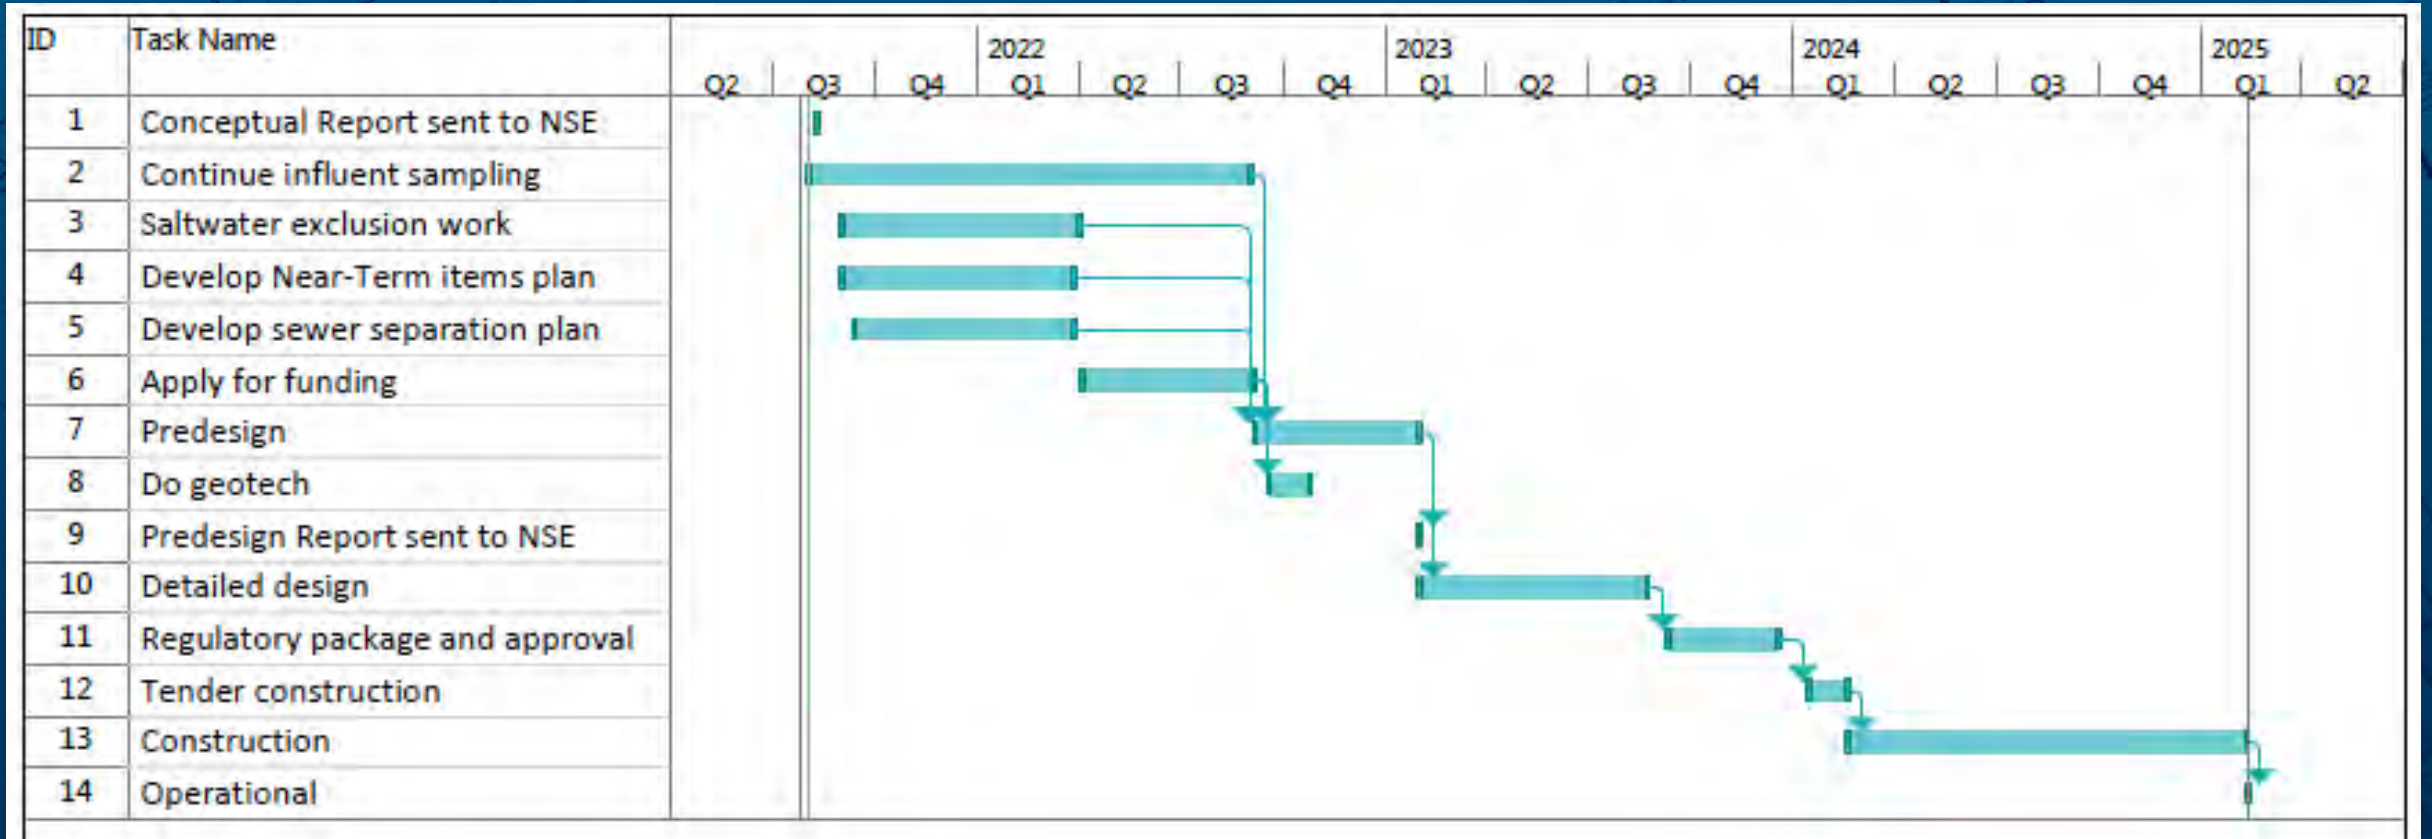 ID Task Name 2022 2023 2024 2025
Q2 Q3 Q4 Q1 Q2 Q3 Q4 Q1 Q2 Q3 Q4 Q1 Q2 Q3 Q4 Q1 Q2
1 Conceptual Report sent to NSE
2 Continue influent sampling
3 Saltwater exclusion work
4 Develop Near-Term items plan
5 Develop sewer separation plan
6 Apply for funding
7 Predesign
8 Do geotech
9 Predesign Report sent to NSE
10 Detailed design
11 Regulatory package and approval
12 Tender construction
13 Construction
14 Operational